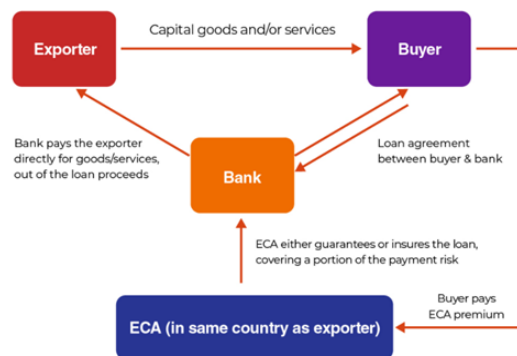 Exporter
Capital goods and/or services
Buyer
Bank pays the exporter
directly for goods/services,
out of the loan proceeds
Loan agreement
between buyer & bank
Bank
ECA either guarantees or insures the loan,
covering a portion of the payment risk
Buyer pays
ECA premium
ECA (in same country as exporter)